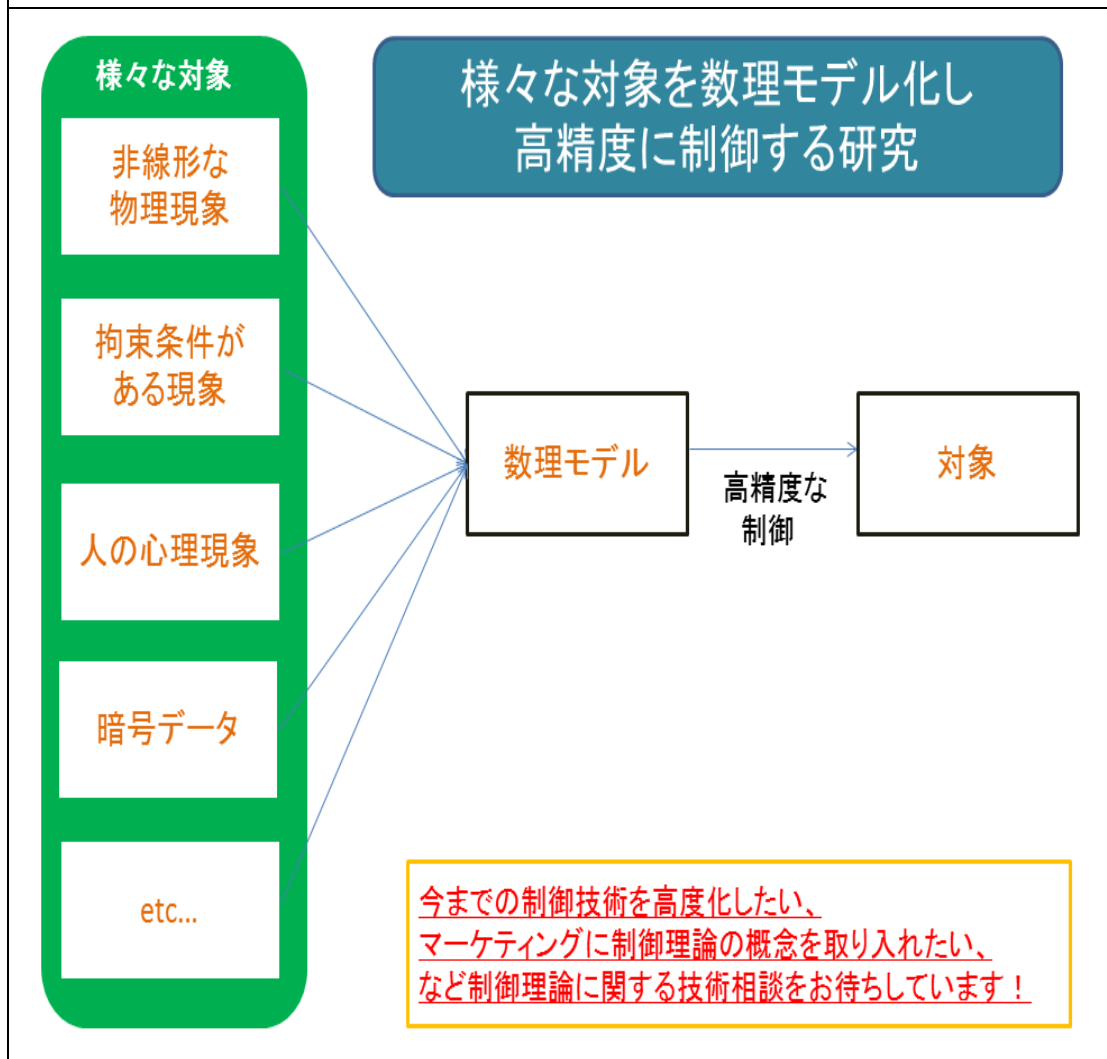 様々な対象を数理モデル化し
高精度に制御する研究
様々な対象
非線形な
物理現象
拘束条件が
ある現象
人の心理現象
暗号データ
etc...
数理モデル
高精度な
制御
対象
今までの制御技術を高度化したい、
マーケティングに制御理論の概念を取り入れたい、
など制御理論に関する技術相談をお待ちしています！